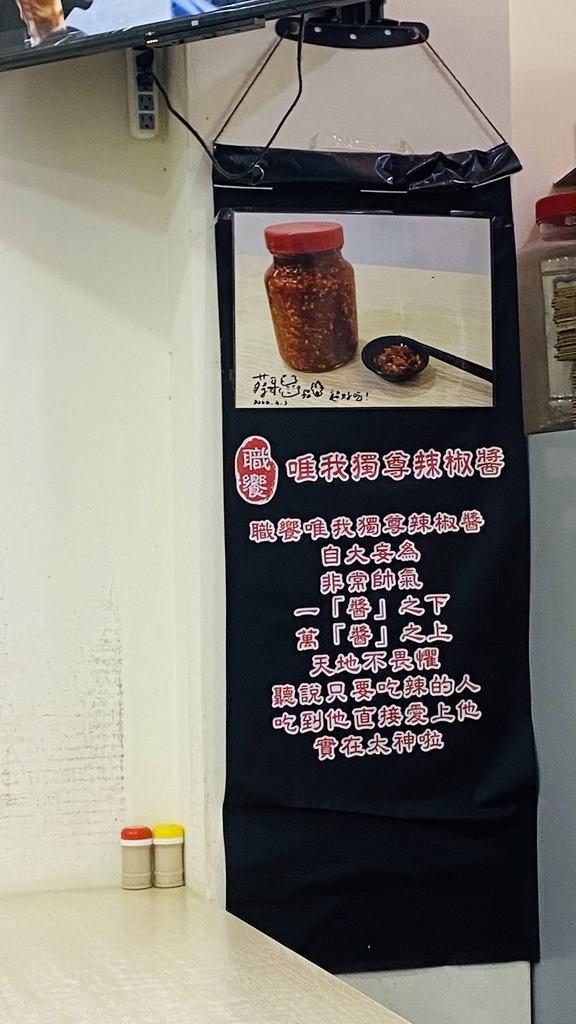 超好吃!
職饗 唯我獨尊辣椒醬
職饗唯我獨尊辣椒醬
自大妄為
非常帥氣
一「醬」之下
萬「醬」之上
天地不畏懼
聽說只要吃辣的人
吃到他直接愛上他
實在太神啦